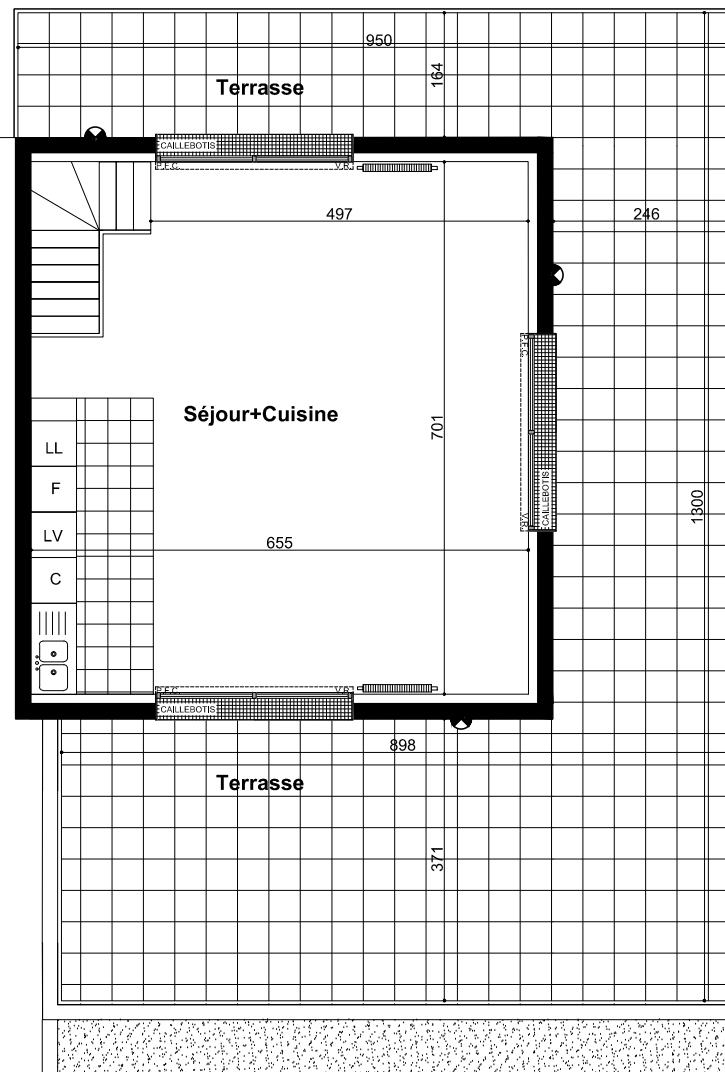 950
164
Terrasse
CAILLEBOTIS
P.F.C.
V.R.
497
246
P.F.C.
Séjour+Cuisine
701
LL
F
CAILLEBOTIS
V.R.
1300
LV
655
C
P.F.C.
V.R.
CAILLEBOTIS
898
Terrasse
371